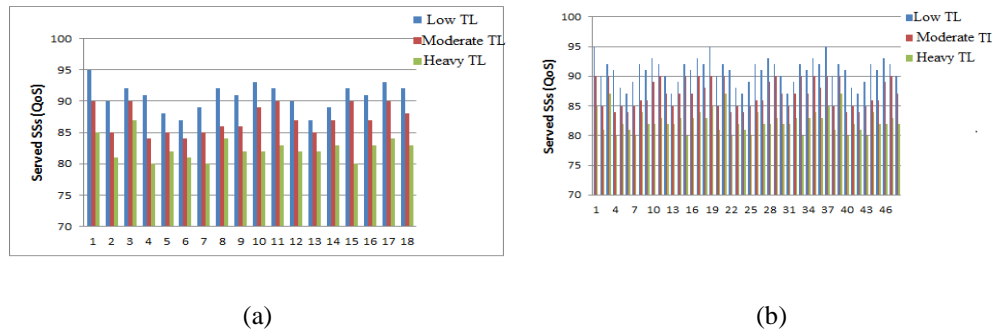 100
95
90
85
80
75
70
Served SSs (QoS)
1 2 3 4 5 6 7 8 9 10 11 12 13 14 15 16 17 18
Low TL
Moderate TL
Heavy TL
(a)
100
95
90
85
80
75
70
Served SSs (QoS)
1 4 7 10 13 16 19 22 25 28 31 34 37 40 43 46
Low TL
Moderate TL
Heavy TL
.
(b)